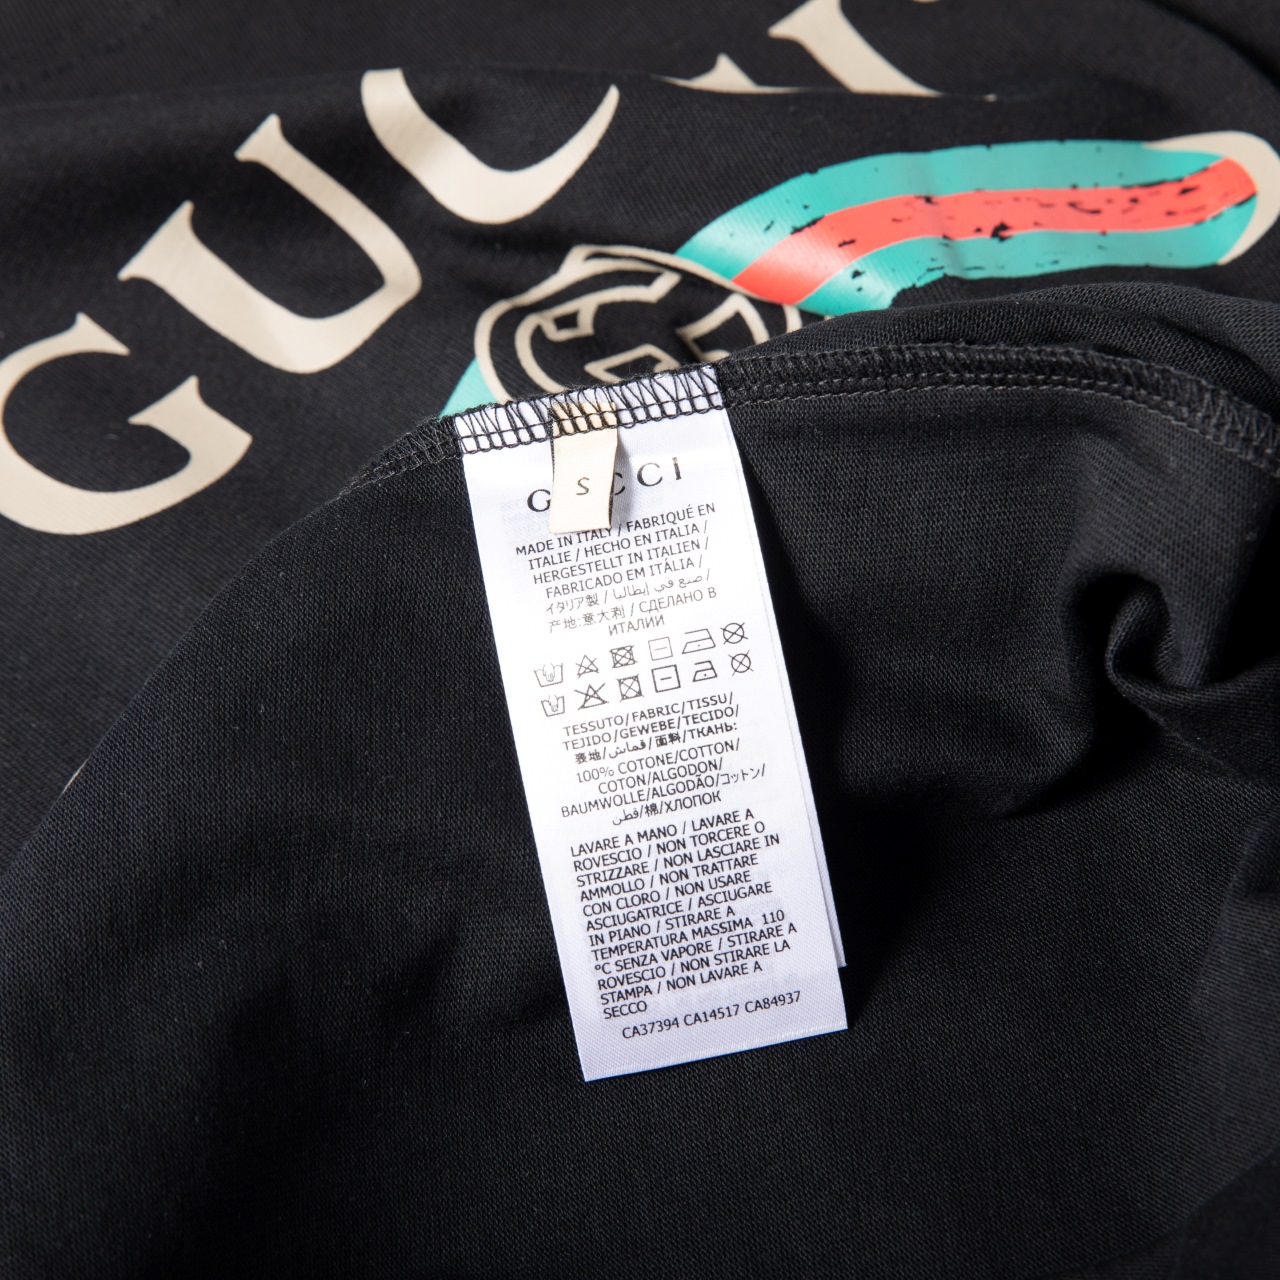 GUCCI
S
GUCCI
MADE IN ITALY / FABRIQUÉ EN
ITALIE / HECHO EN ITALIA /
HERGESTELLT IN ITALIEN /
FABRICADO EM ITÁLIA /
イタリア製 / صنع في إيطاليا /
产地:意大利 / СДЕЛАНО В
ИТАЛИИ
TESSUTO/FABRIC/TISSU/
TEJIDO/GEWEBE/TECIDO/
表地/قماش/面料/ТКАНЬ:
100% COTONE/COTTON/
COTON/ALGODON/
BAUMWOLLE/ALGODÃO/コットン/
قطن/棉/ХЛОПОК
LAVARE A MANO / LAVARE A
ROVESCIO / NON TORCERE O
STRIZZARE / NON LASCIARE IN
AMMOLLO / NON TRATTARE
CON CLORO / NON USARE
ASCIUGATRICE / ASCIUGARE
IN PIANO / STIRARE A
TEMPERATURA MASSIMA 110
°C SENZA VAPORE / STIRARE A
ROVESCIO / NON STIRARE LA
STAMPA / NON LAVARE A
SECCO
CA37394 CA14517 CA84937